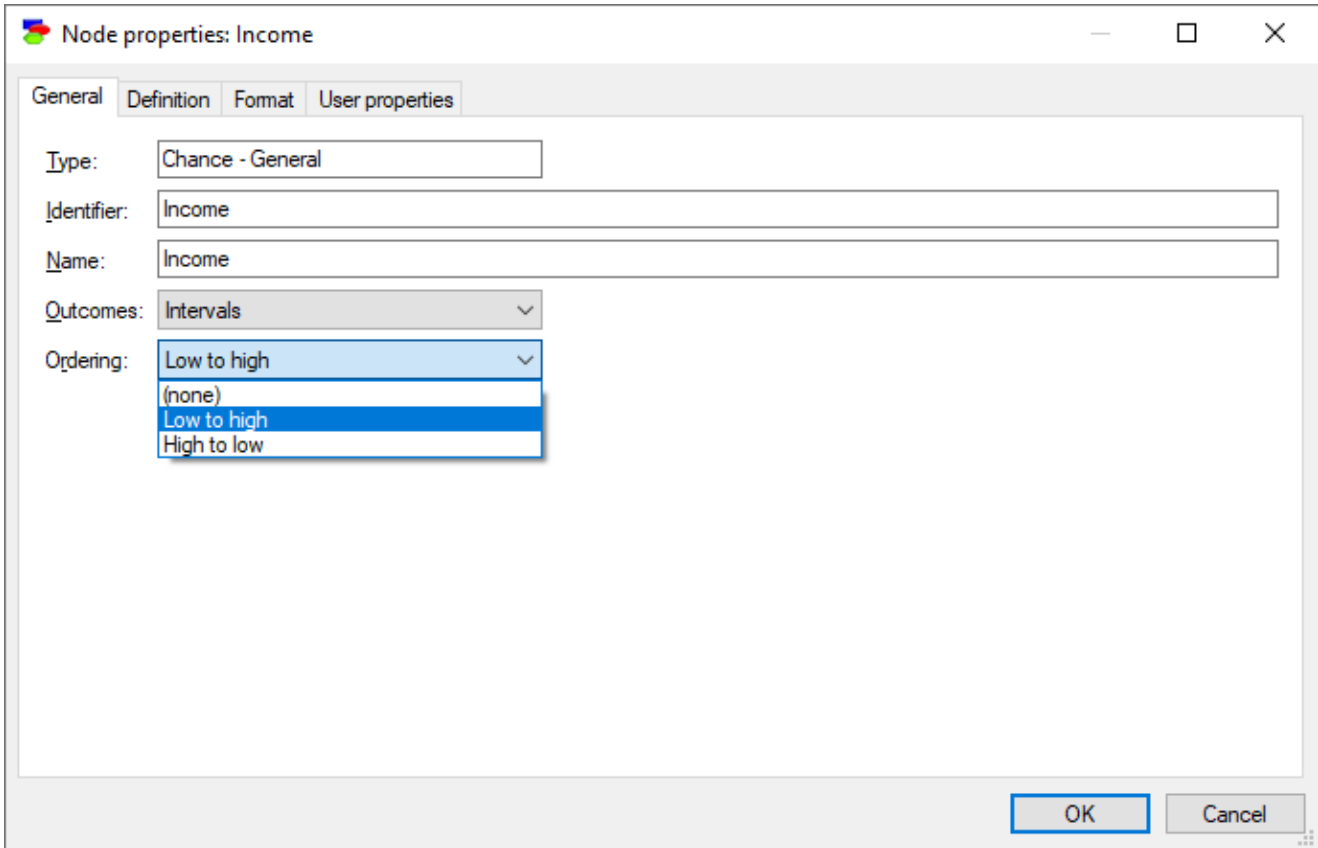 Node properties: Income
General Definition Format User properties
Type: Chance - General
Identifier: Income
Name: Income
Outcomes: Intervals
Ordering: Low to high
(none)
Low to high
High to low
OK Cancel